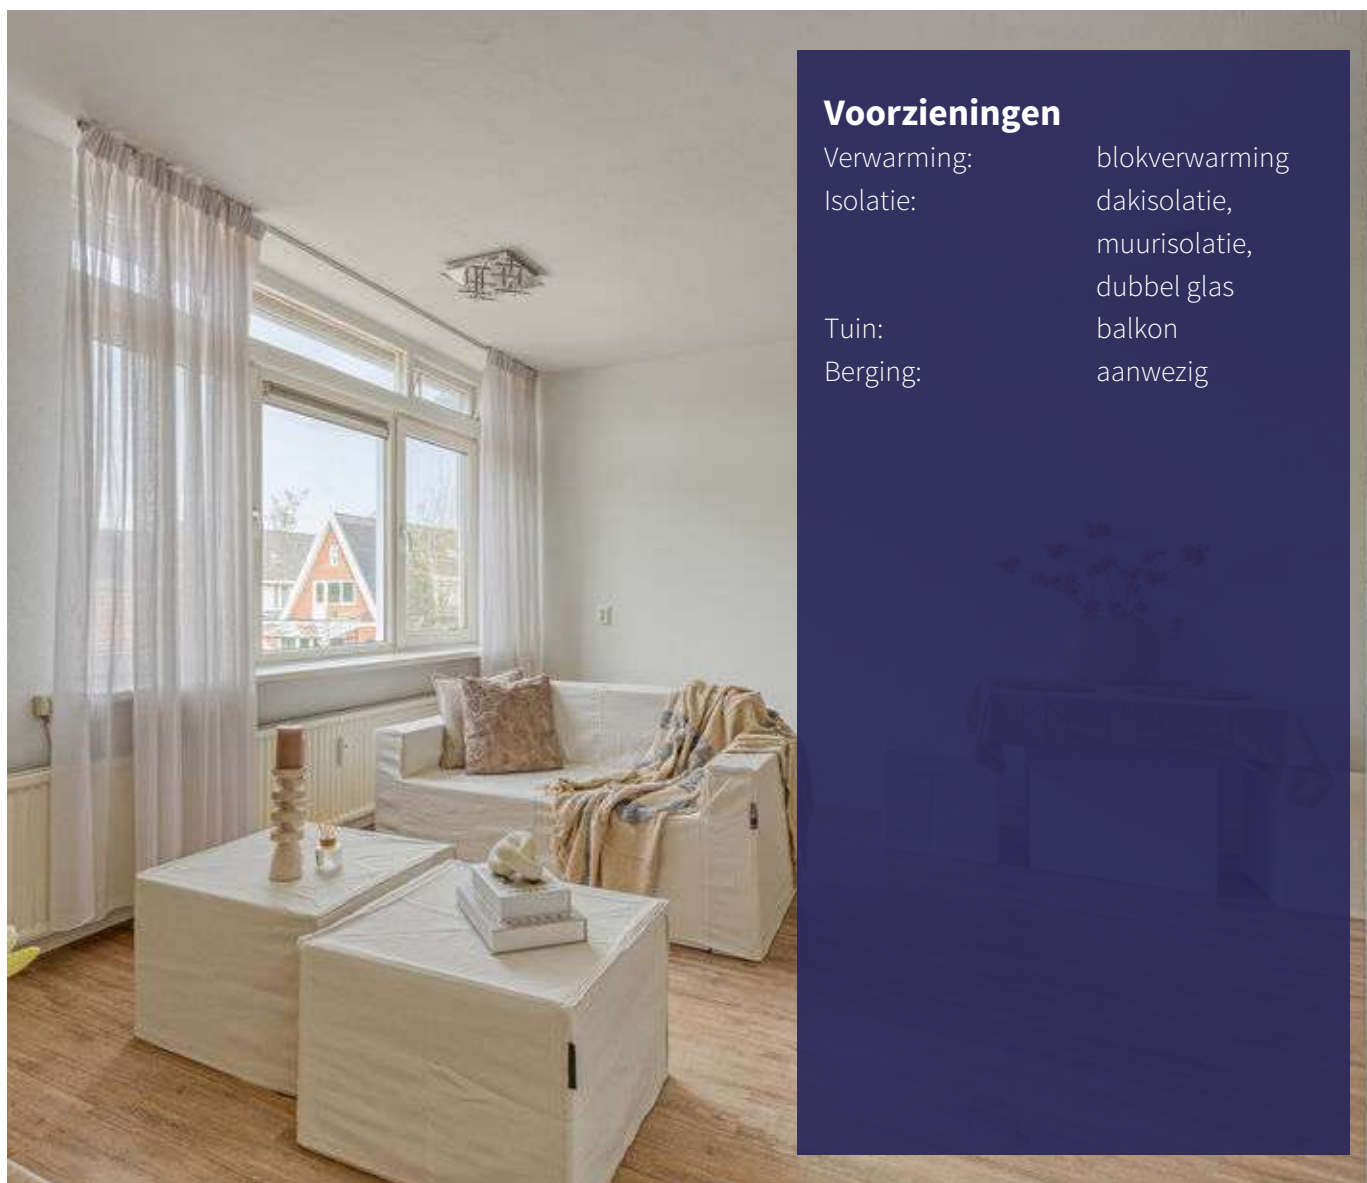 Voorzieningen
Verwarming: blokverwarming
Isolatie: dakisolatie,
muurisolatie,
dubbel glas
Tuin: balkon
Berging: aanwezig